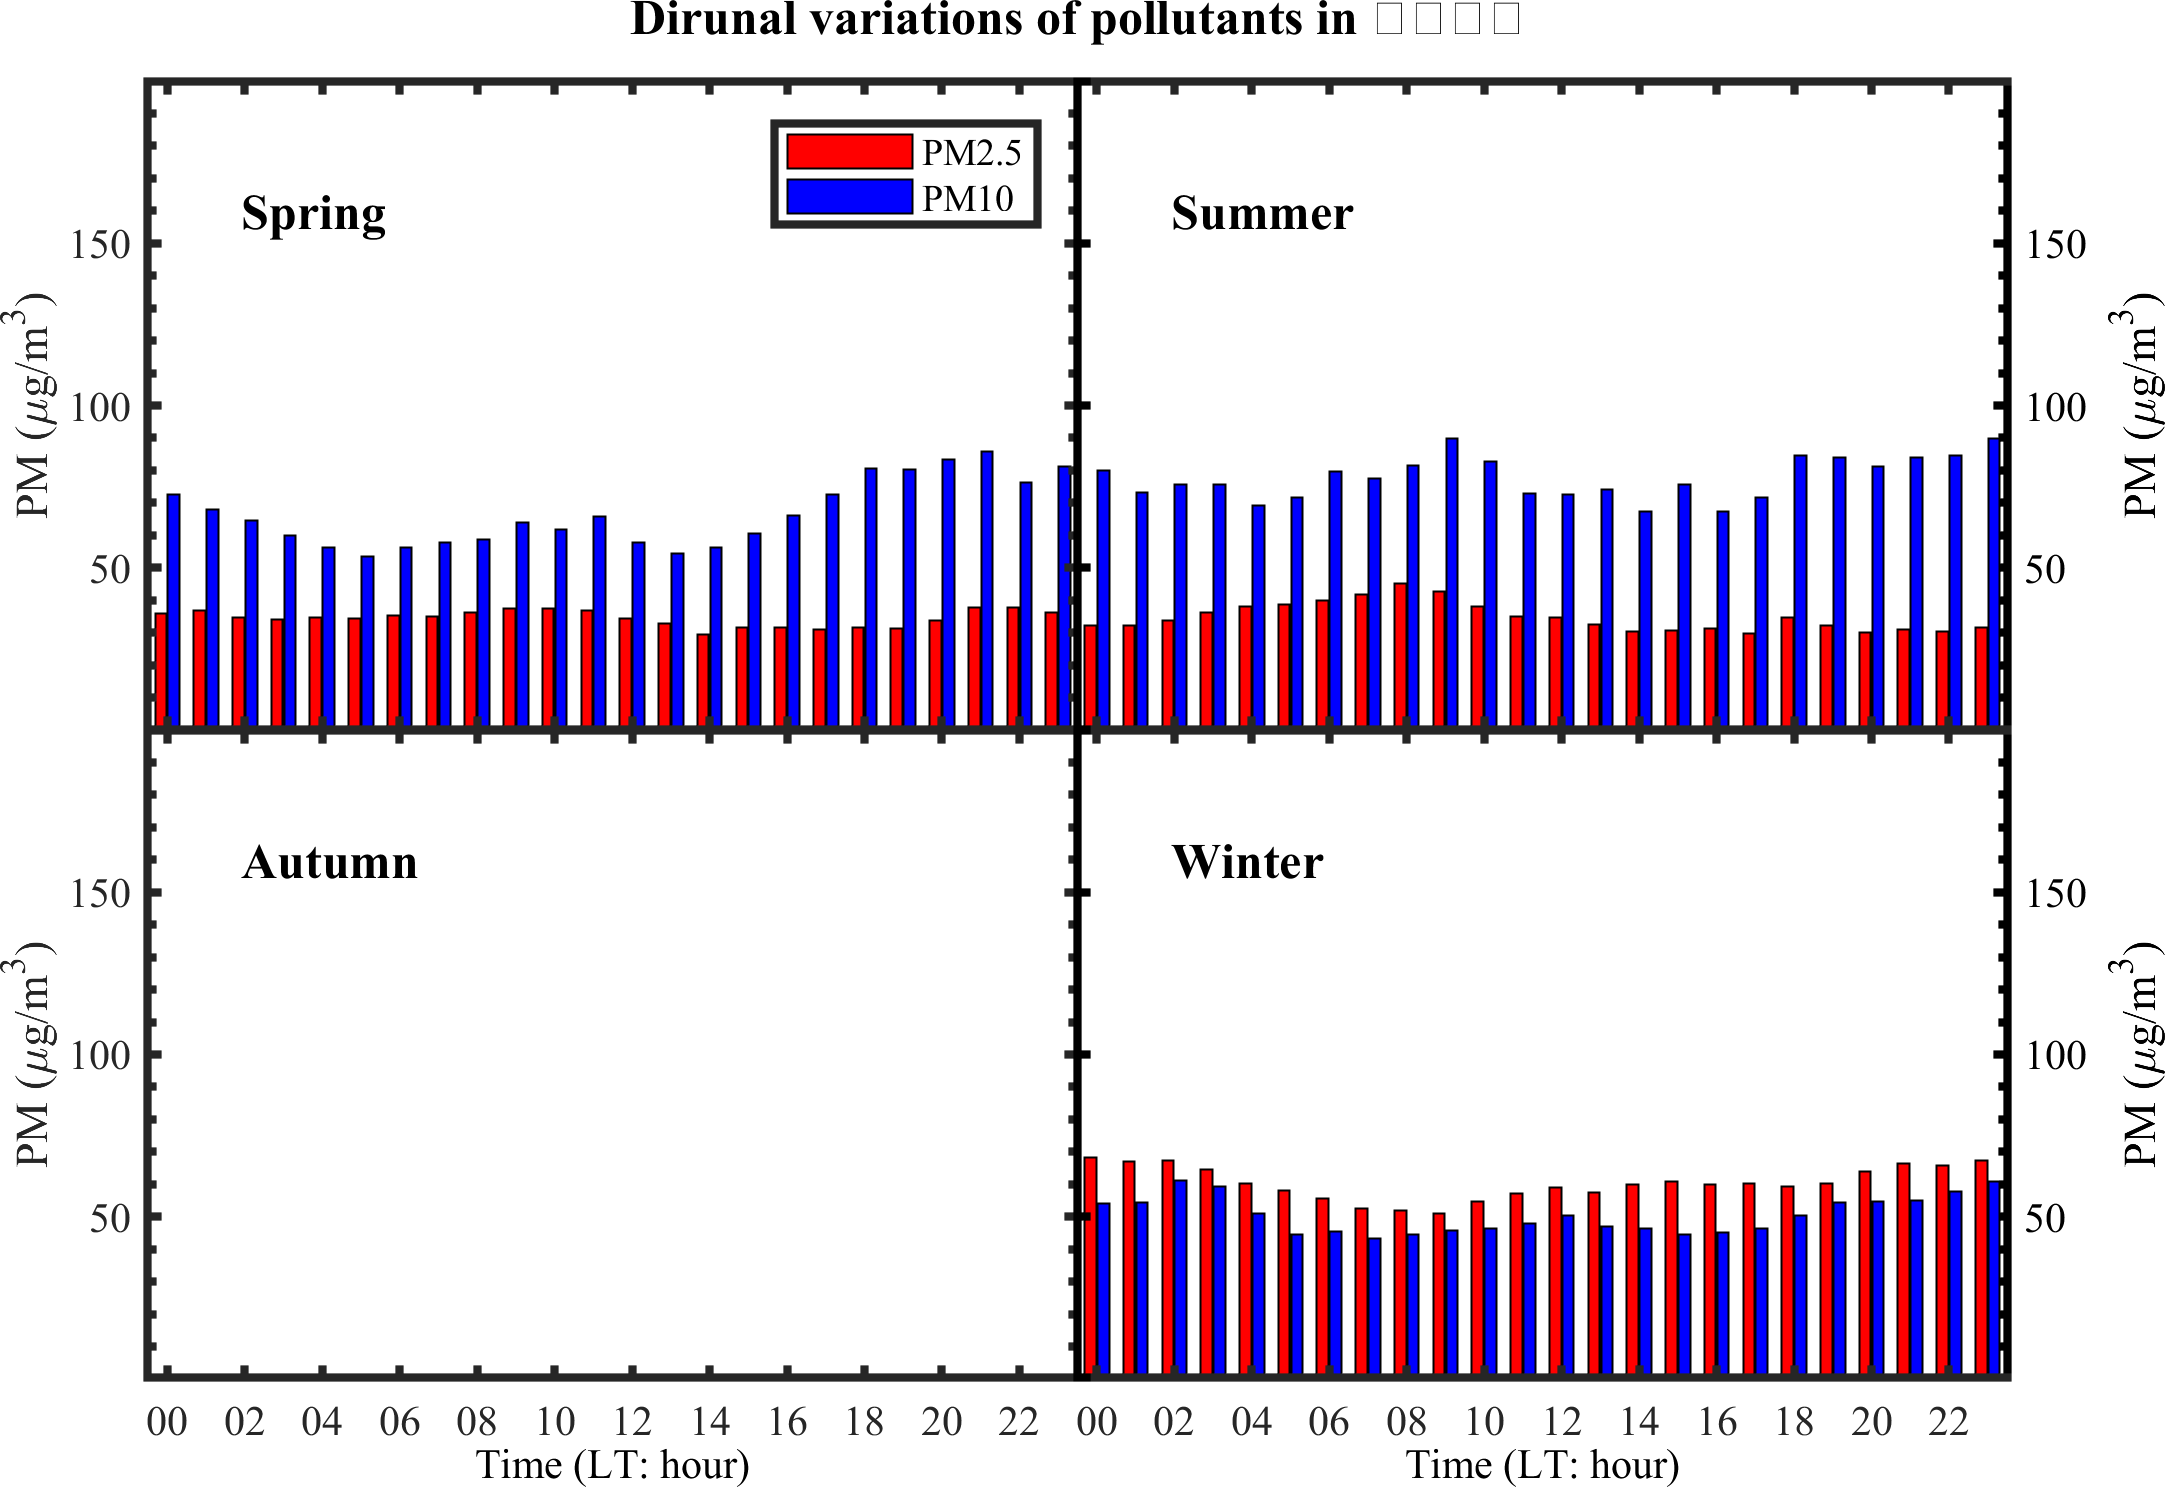 Dirunal variations of pollutants in □□□□
PM2.5
PM10
Spring
Summer
150
100
50
PM (μg/m³)
150
100
50
PM (μg/m³)
Autumn
Winter
150
100
50
PM (μg/m³)
150
100
50
PM (μg/m³)
00 02 04 06 08 10 12 14 16 18 20 22
Time (LT: hour)
00 02 04 06 08 10 12 14 16 18 20 22
Time (LT: hour)